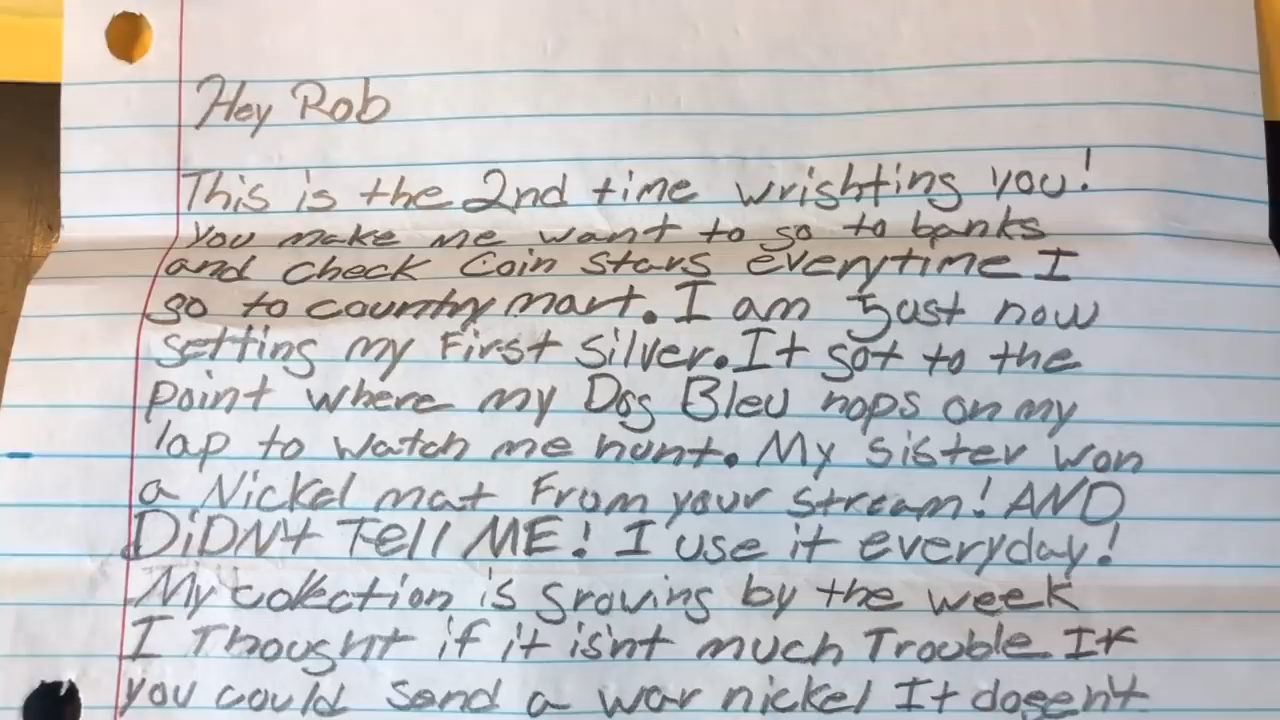 Hey Rob
This is the 2nd time wrishting you!
You make me want to go to banks
and check Coin Stars everytime I
go to country mart. I am Just now
getting my First silver. It got to the
point where my Dog Bleu hops on my
lap to watch me hunt. My sister won
a Nickel mat From your stream! AND
DiDNt Tell ME! I use it everyday!
My colection is groving by the week
I Thought if it isn't much Trouble If
you could send a war nickel It dosent